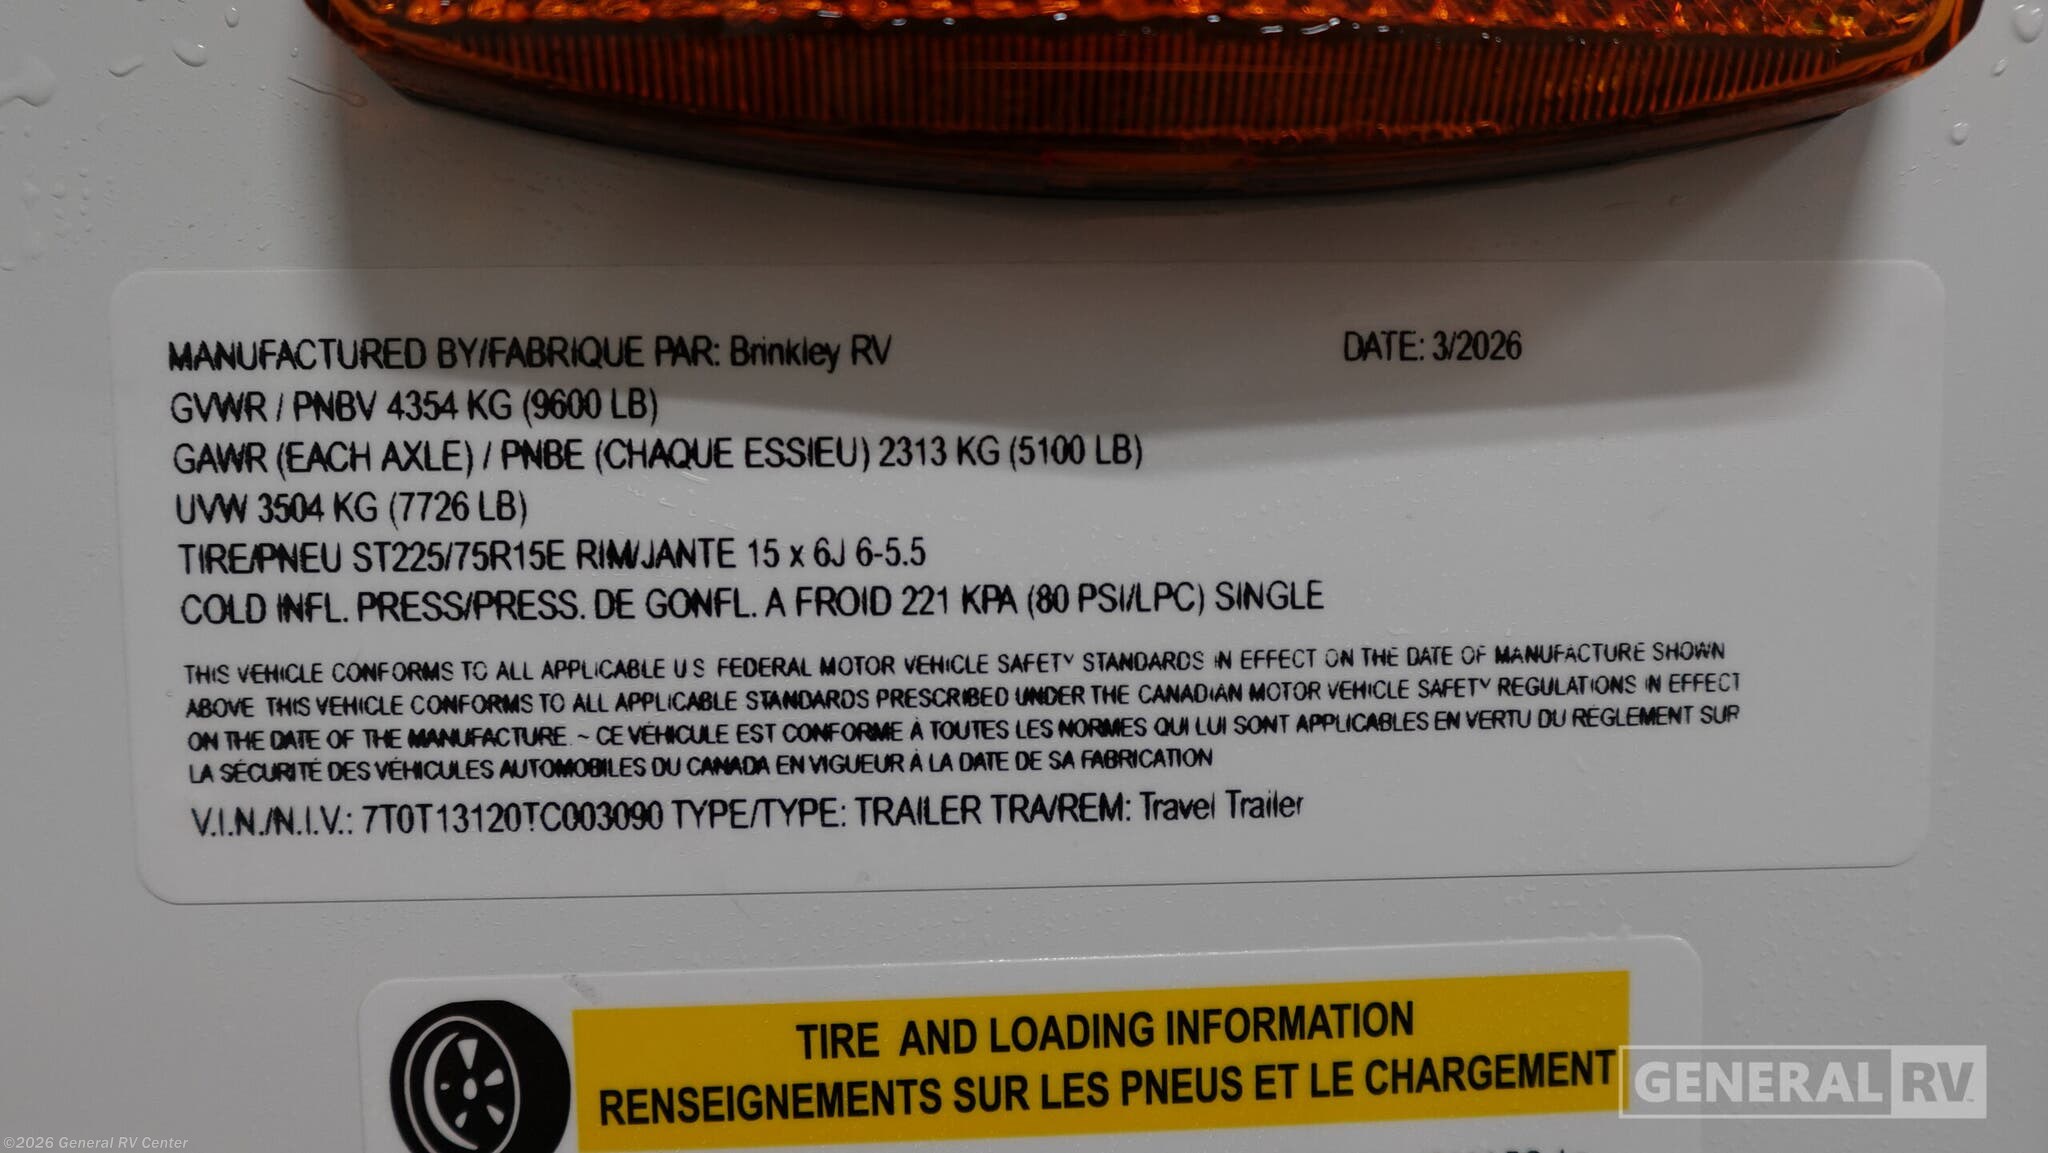 MANUFACTURED BY/FABRIQUE PAR: Brinkley RV DATE: 3/2026
GVWR / PNBV 4354 KG (9600 LB)
GAWR (EACH AXLE) / PNBE (CHAQUE ESSIEU) 2313 KG (5100 LB)
UVW 3504 KG (7726 LB)
TIRE/PNEU ST225/75R15E RIM/JANTE 15 x 6J 6-5.5
COLD INFL. PRESS/PRESS. DE GONFL. A FROID 221 KPA (80 PSI/LPC) SINGLE
THIS VEHICLE CONFORMS TO ALL APPLICABLE U S FEDERAL MOTOR VEHICLE SAFETY STANDARDS IN EFFECT ON THE DATE OF MANUFACTURE SHOWN
ABOVE THIS VEHICLE CONFORMS TO ALL APPLICABLE STANDARDS PRESCRIBED UNDER THE CANADIAN MOTOR VEHICLE SAFETY REGULATIONS IN EFFECT
ON THE DATE OF THE MANUFACTURE. ~ CE VÉHICULE EST CONFORME À TOUTES LES NORMES QUI LUI SONT APPLICABLES EN VERTU DU RÈGLEMENT SUR
LA SÉCURITÉ DES VÉHICULES AUTOMOBILES DU CANADA EN VIGUEUR À LA DATE DE SA FABRICATION
V.I.N./N.I.V.: 7T0T13120TC003090 TYPE/TYPE: TRAILER TRA/REM: Travel Trailer
TIRE AND LOADING INFORMATION
RENSEIGNEMENTS SUR LES PNEUS ET LE CHARGEMENT
GENERAL RV
©2026 General RV Center